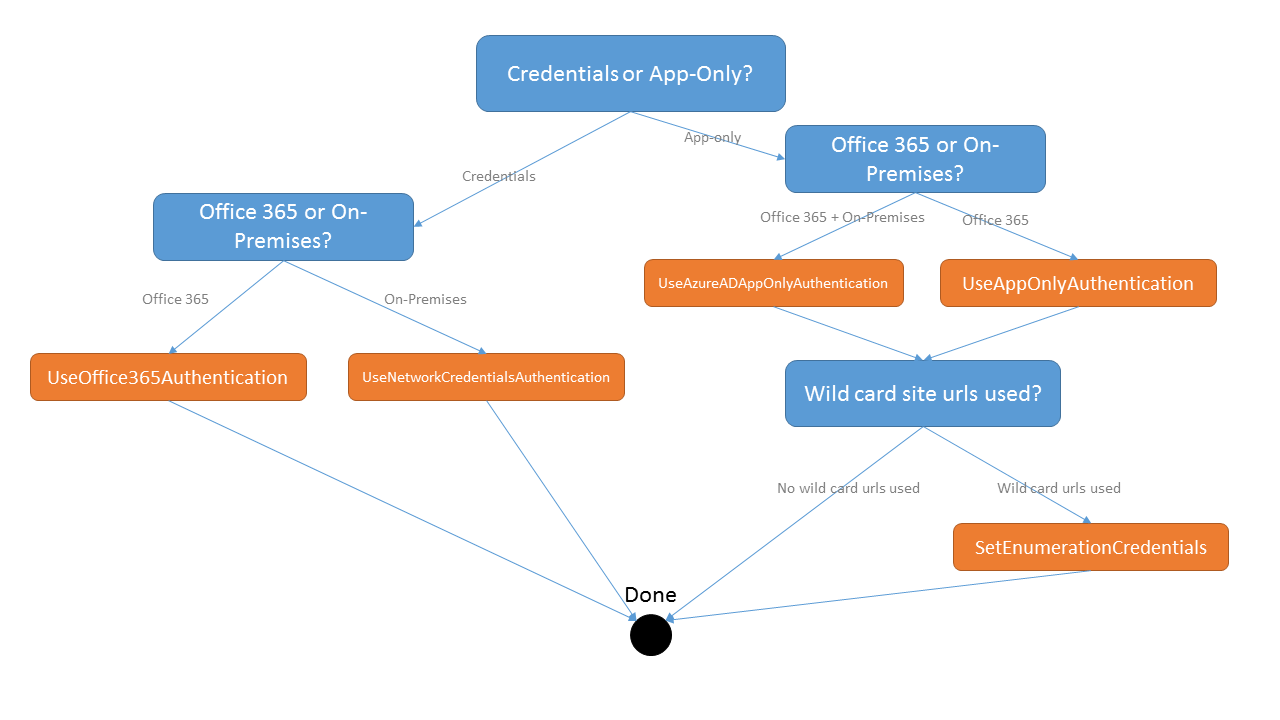 Credentials or App-Only?
App-only
Office 365 or On-
Premises?
Credentials
Office 365 or On-
Premises?
Office 365 + On-Premises
Office 365
UseAzureADAppOnlyAuthentication
UseAppOnlyAuthentication
Office 365
On-Premises
UseOffice365Authentication
UseNetworkCredentialsAuthentication
Wild card site urls used?
No wild card urls used
Wild card urls used
SetEnumerationCredentials
Done